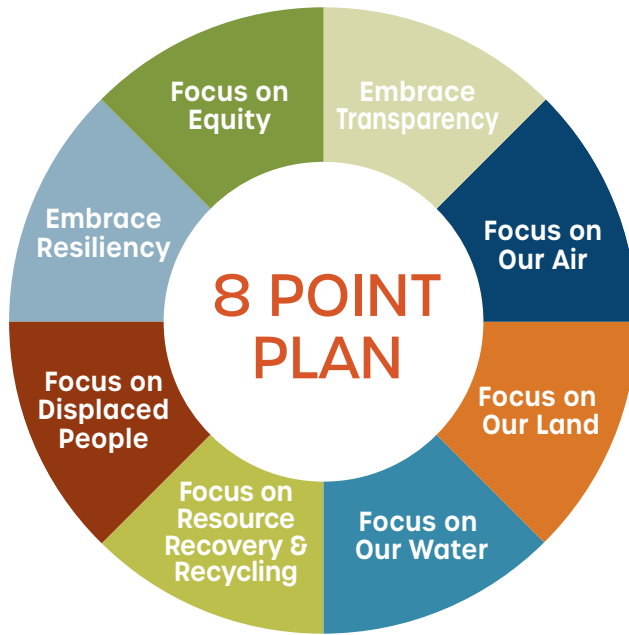 8 POINT
PLAN
Embrace
Transparency
Focus on
Our Air
Focus on
Our Land
Focus on
Our Water
Focus on
Resource
Recovery &
Recycling
Focus on
Displaced
People
Embrace
Resiliency
Focus on
Equity